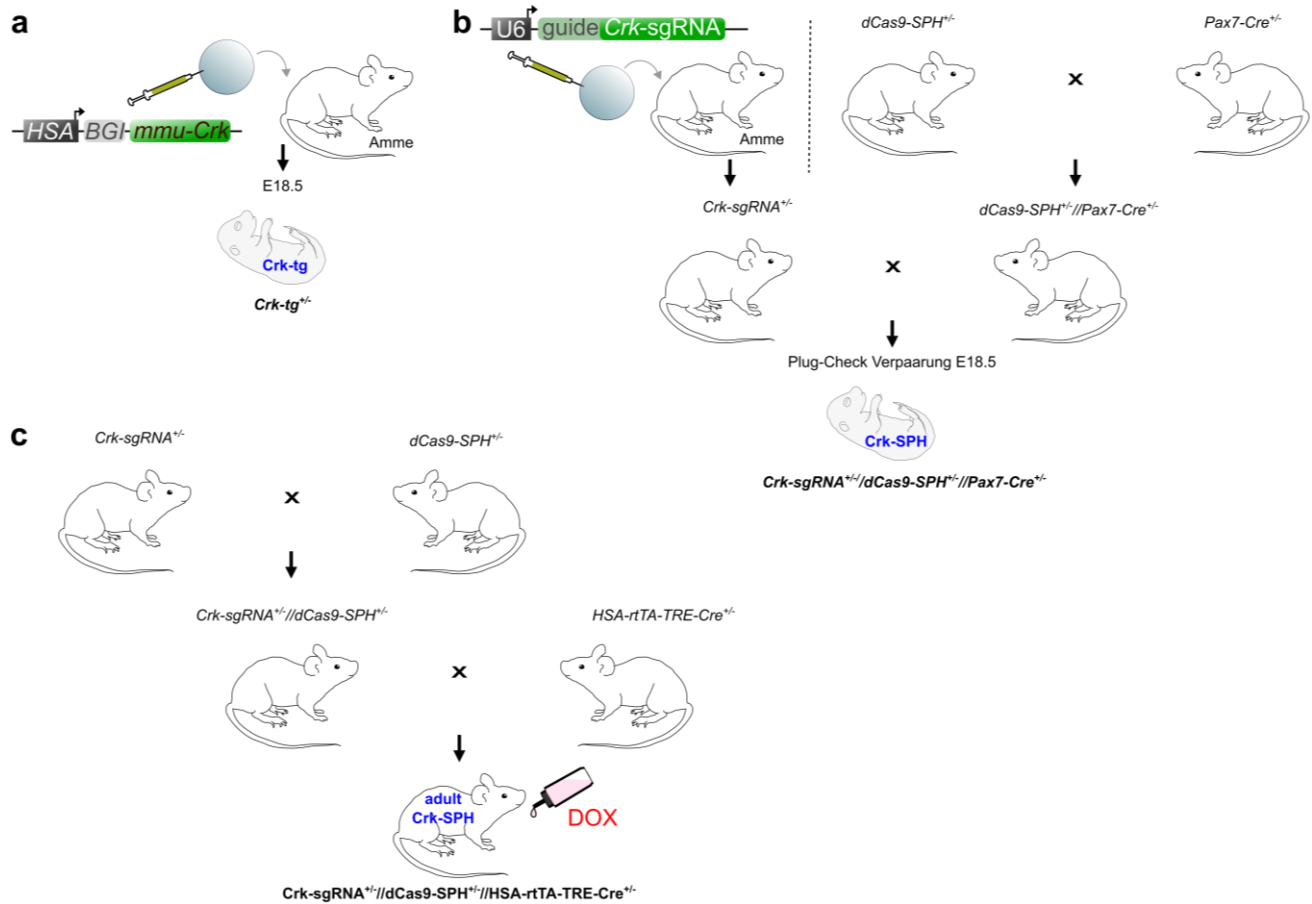 a
HSA BGI mmu-Crk
Amme
E18.5
Crk-tg
Crk-tg+/-
b
U6 guide Crk-sgRNA
Amme
dCas9-SPH+/-
x
Pax7-Cre+/-
Crk-sgRNA+/-
x
dCas9-SPH+/-//Pax7-Cre+/-
Plug-Check Verpaarung E18.5
Crk-SPH
Crk-sgRNA+/-//dCas9-SPH+/-//Pax7-Cre+/-
c
Crk-sgRNA+/-
x
dCas9-SPH+/-
Crk-sgRNA+/-//dCas9-SPH+/-
x
HSA-rtTA-TRE-Cre+/-
adult
Crk-SPH
DOX
Crk-sgRNA+/-//dCas9-SPH+/-//HSA-rtTA-TRE-Cre+/-